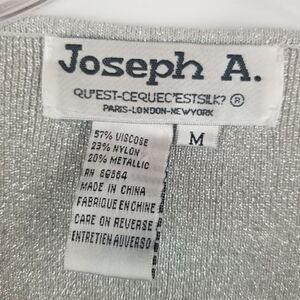 Joseph A.
QU'EST-CEQUEC'ESTSILK? ®
PARIS-LONDON-NEWYORK
M
57% VISCOSE
23% NYLON
20% METALLIC
RN 86564
MADE IN CHINA
FABRIQUE EN CHINE
CARE ON REVERSE
ENTRETIEN AUVERSO